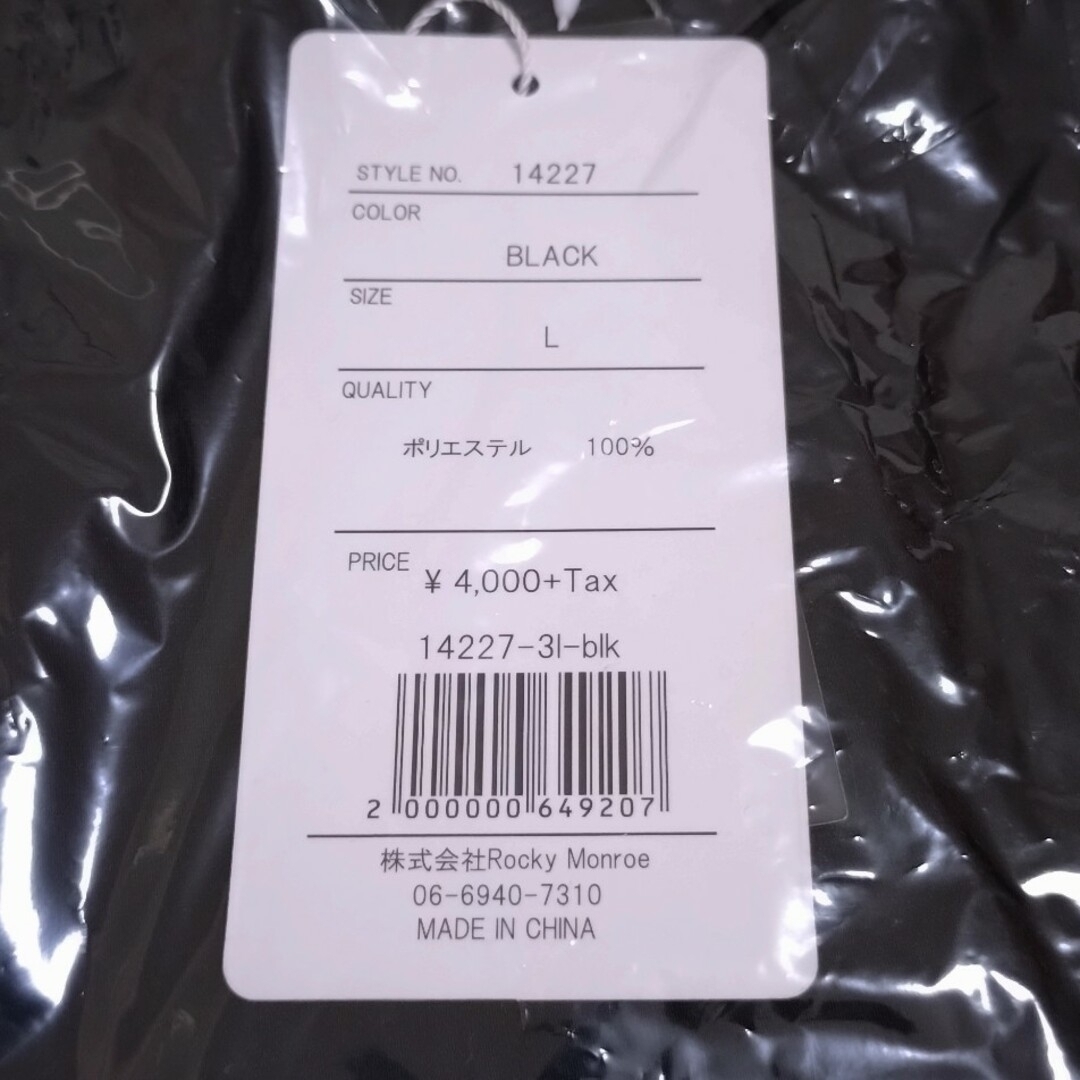 STYLE NO. 14227
COLOR
BLACK
SIZE
L
QUALITY
ポリエステル 100%
PRICE
¥ 4,000+Tax
14227-3l-blk
2 000000 649207
株式会社Rocky Monroe
06-6940-7310
MADE IN CHINA